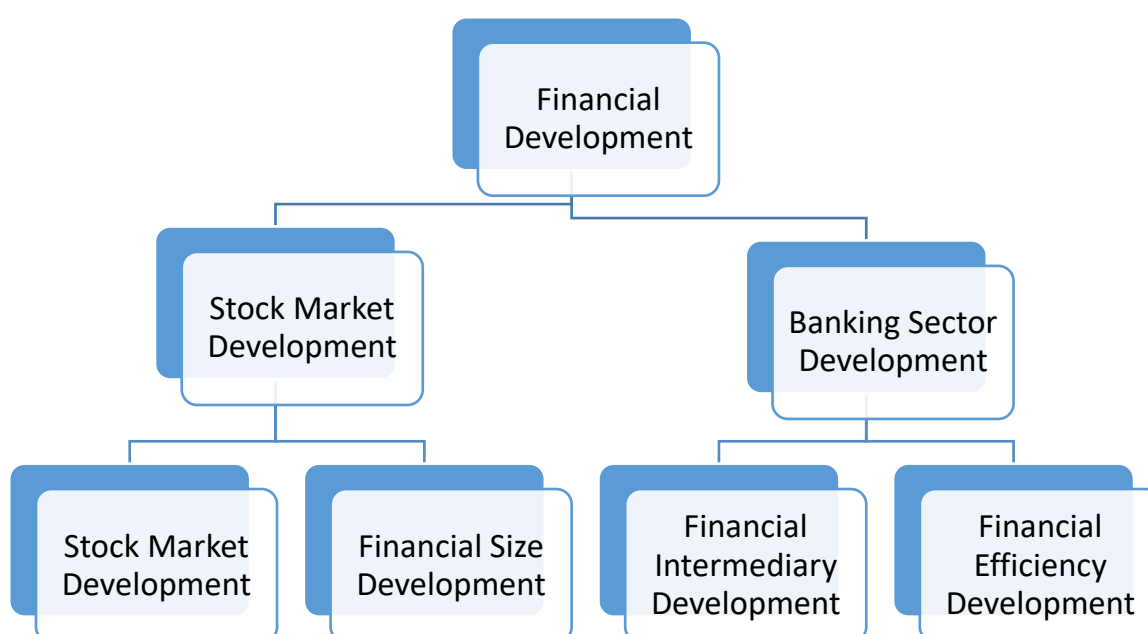 Financial
Development
Stock Market
Development
Banking Sector
Development
Stock Market
Development
Financial Size
Development
Financial
Intermediary
Development
Financial
Efficiency
Development